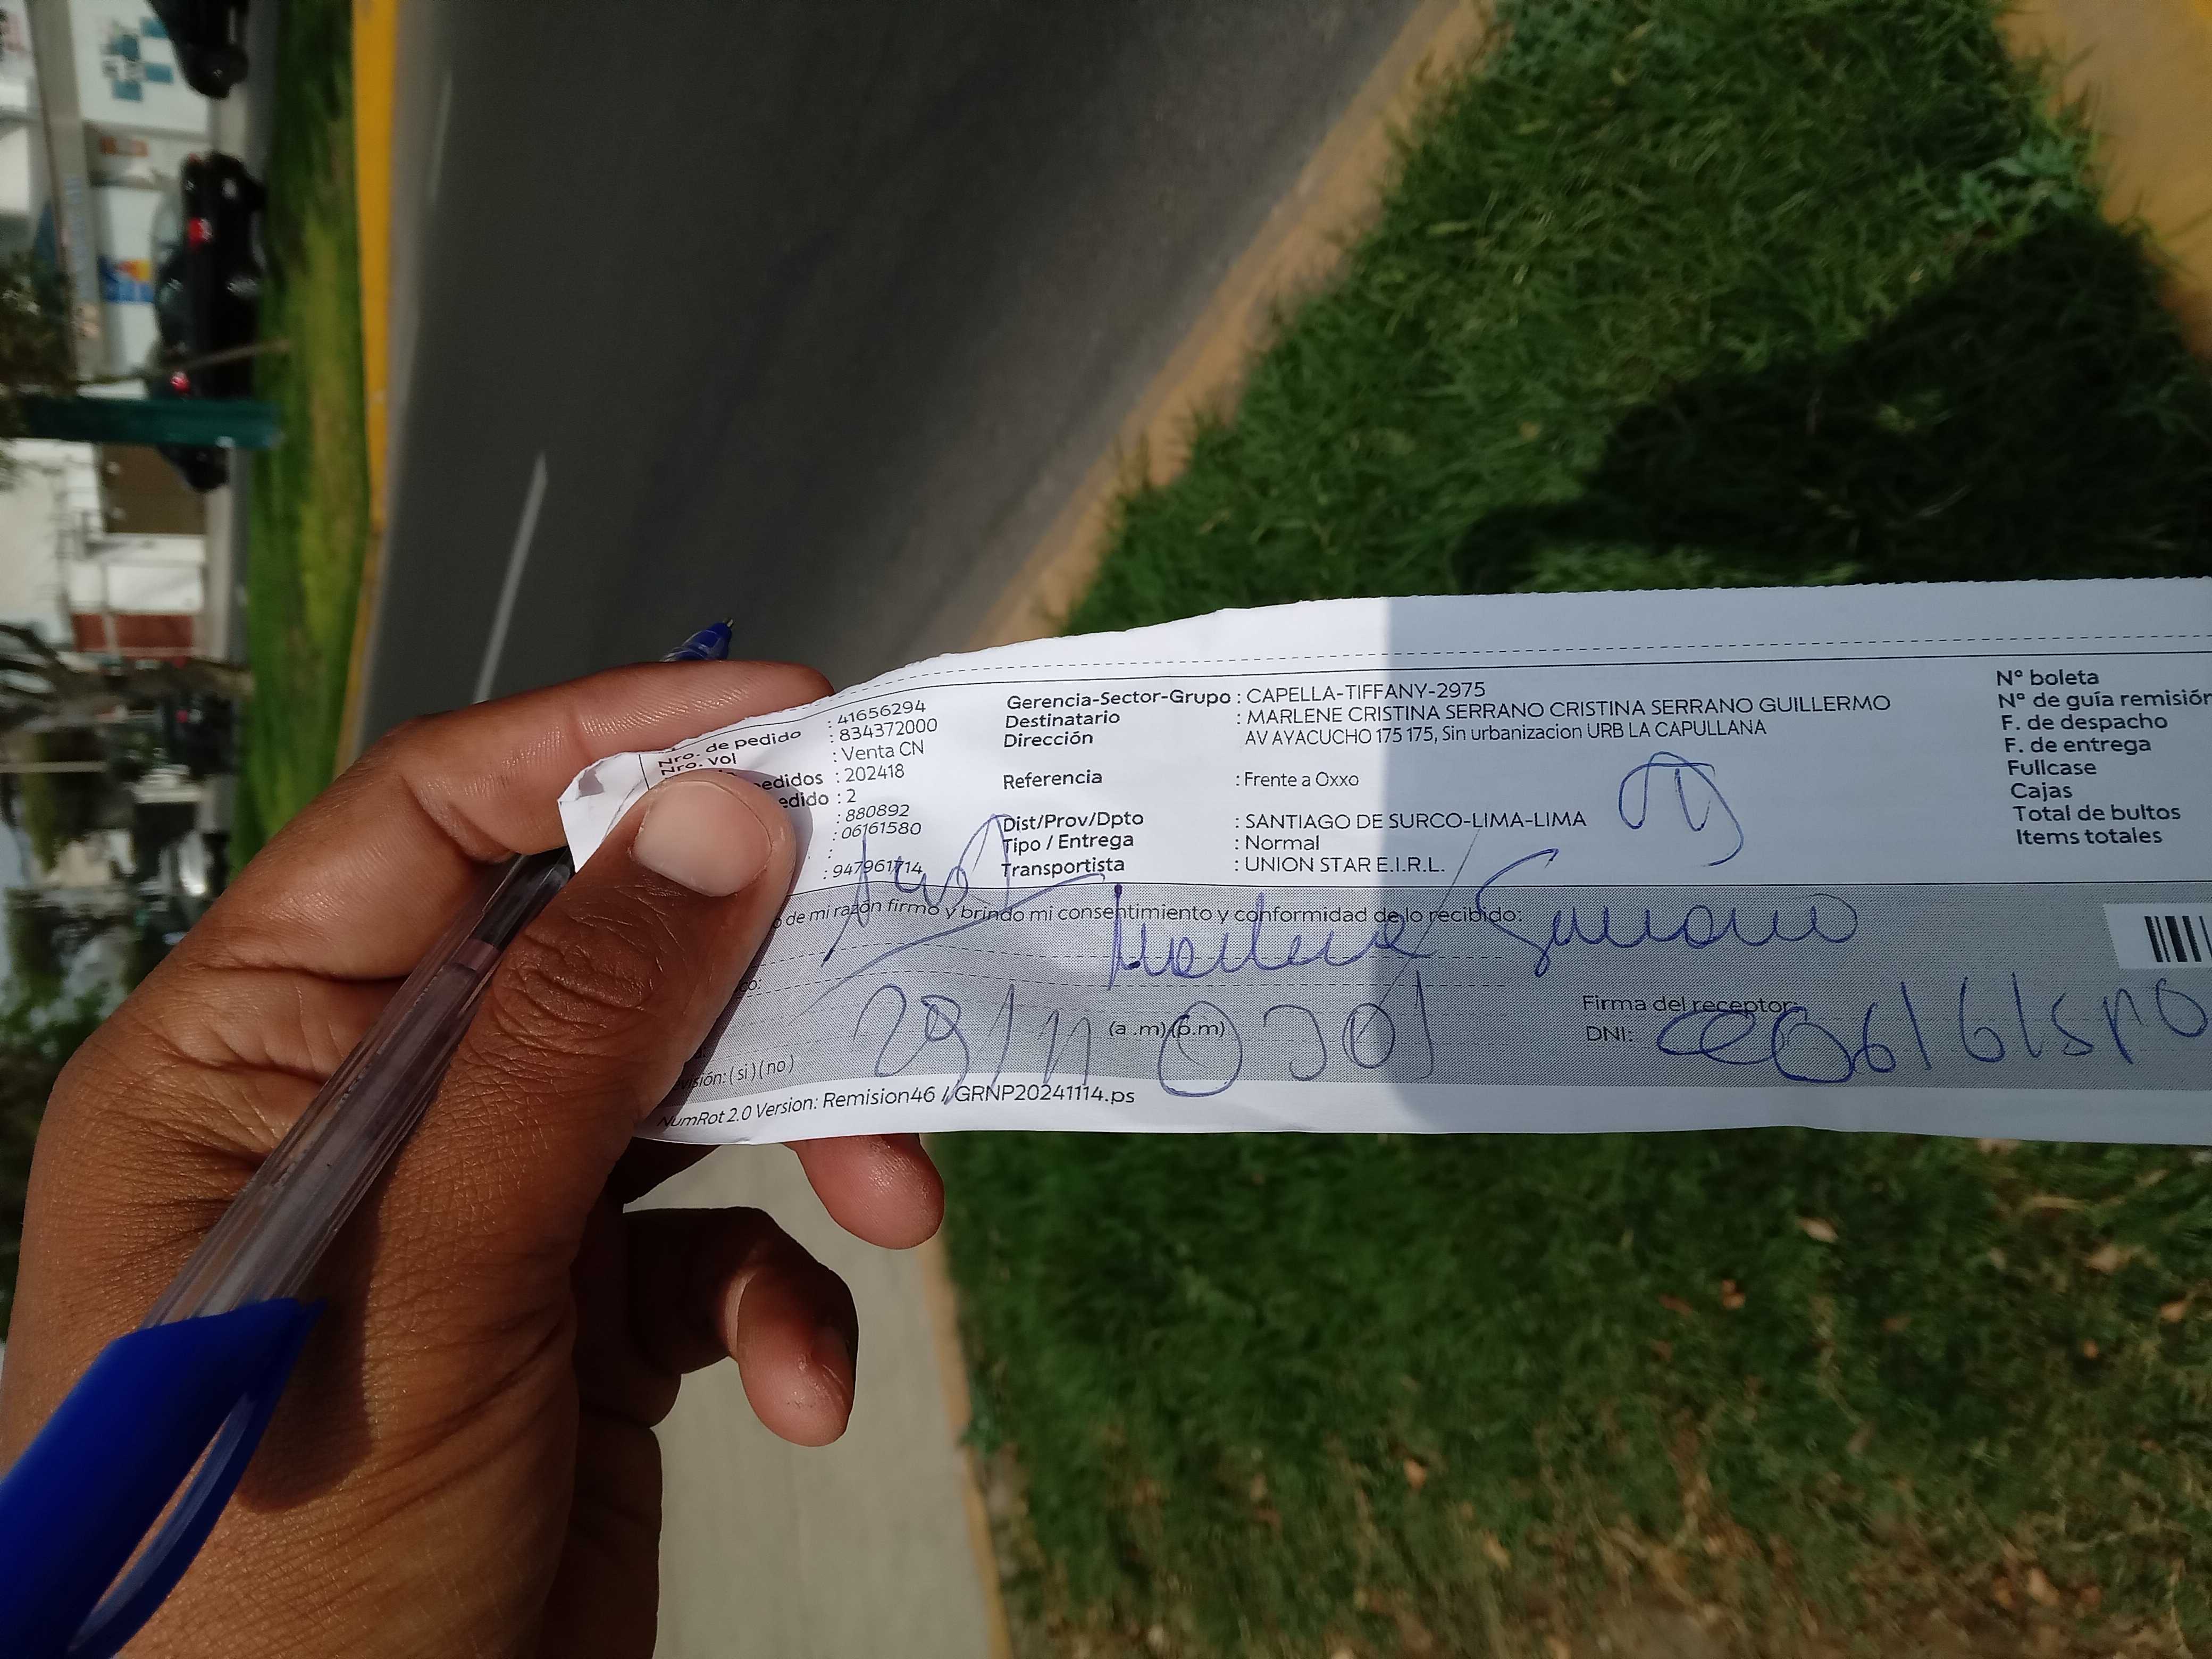 : 41656294
Nro. de pedido : 834372000
Nro. vol : Venta CN
pedidos : 202418
edido : 2
: 880892
: 06161580
:
: 947961714
Gerencia-Sector-Grupo : CAPELLA-TIFFANY-2975
Destinatario : MARLENE CRISTINA SERRANO CRISTINA SERRANO GUILLERMO
Dirección AV AYACUCHO 175 175, Sin urbanizacion URB LA CAPULLANA
Referencia : Frente a Oxxo
Dist/Prov/Dpto : SANTIAGO DE SURCO-LIMA-LIMA
Tipo / Entrega : Normal
Transportista : UNION STAR E.I.R.L.
N° boleta
N° de guía remisión
F. de despacho
F. de entrega
Fullcase
Cajas
Total de bultos
Items totales
de mi razón firmo y brindo mi consentimiento y conformidad de lo recibido:
Marlene Serrano
co:
(a .m) (p.m)
Firma del receptor:
DNI: 06161580
visión: ( si ) ( no )
NumRot 2.0 Version: Remision46 / GRNP20241114.ps